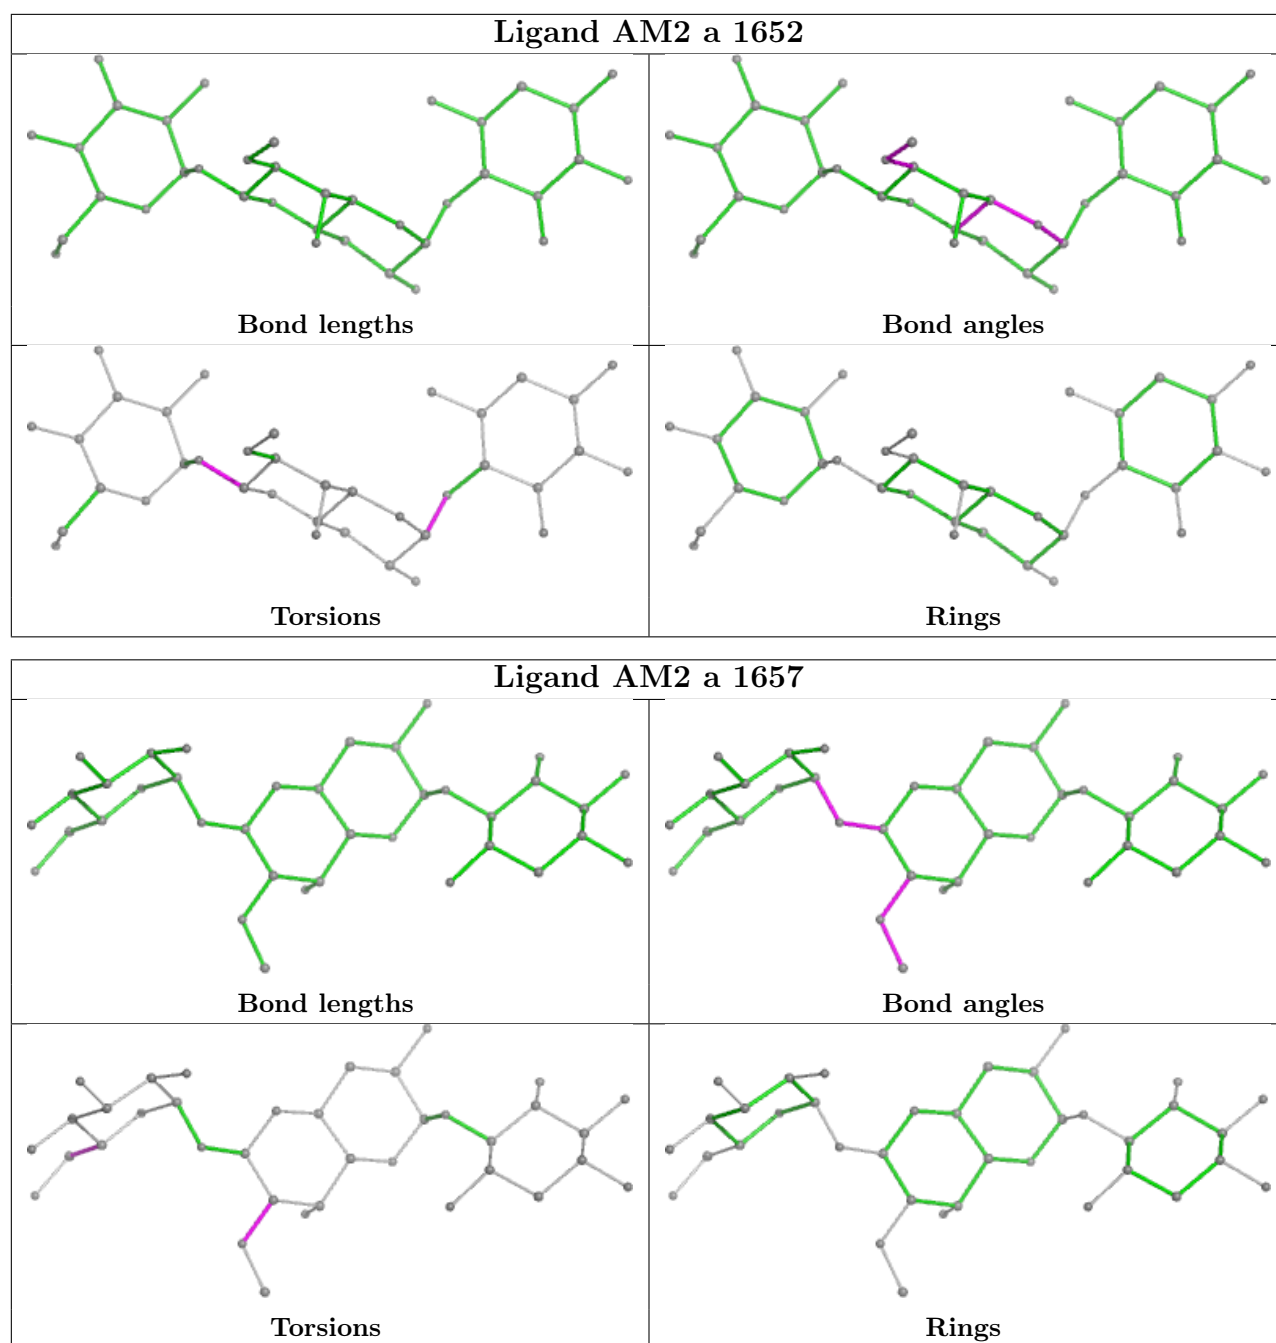 Ligand AM2 a 1652
Bond lengths
Bond angles
Torsions
Rings
Ligand AM2 a 1657
Bond lengths
Bond angles
Torsions
Rings